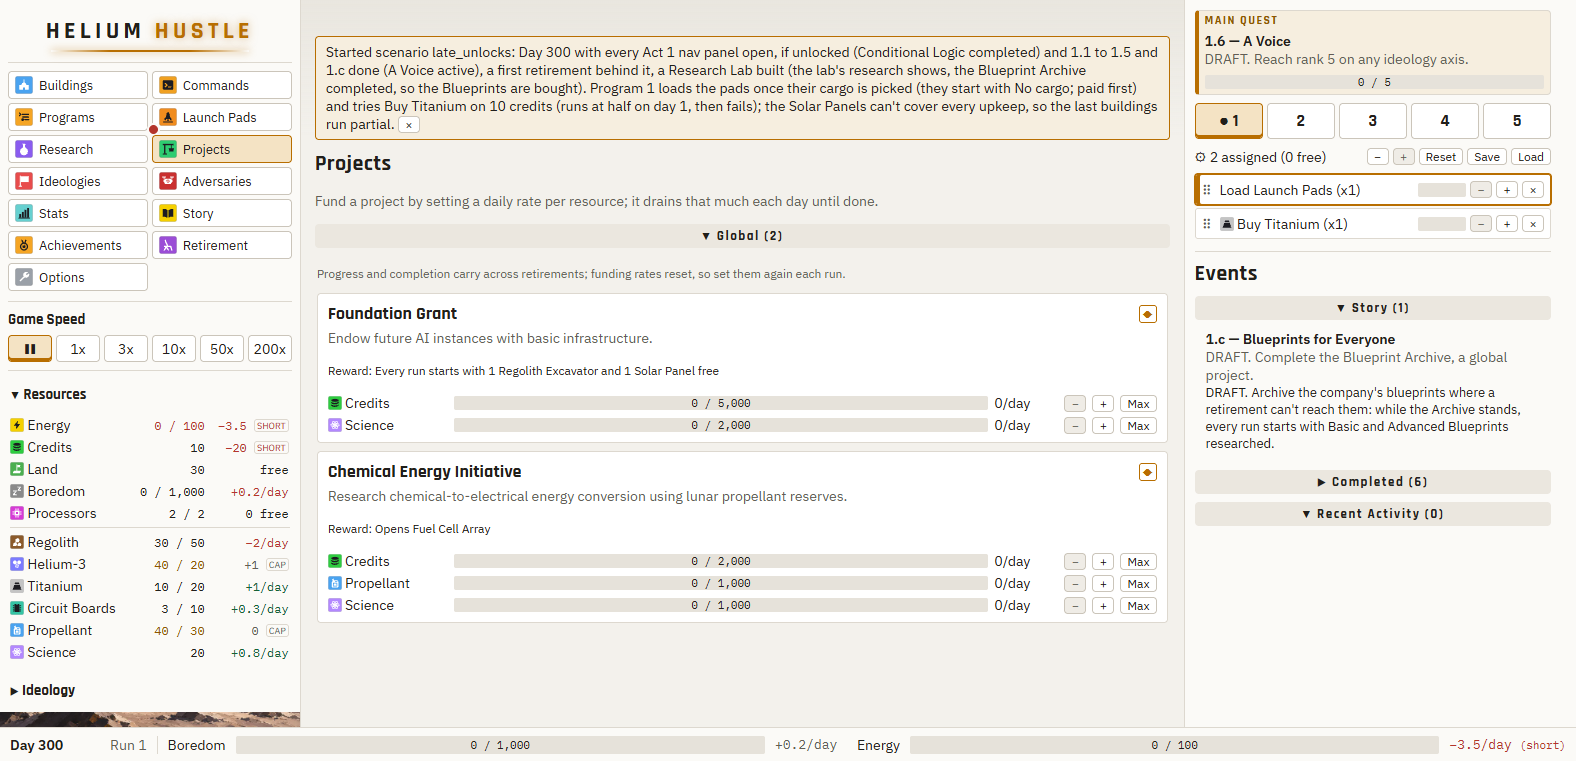 HELIUM HUSTLE
Buildings
Commands
Programs
Launch Pads
Research
Projects
Ideologies
Adversaries
Stats
Story
Achievements
Retirement
Options
Game Speed
1x 3x 10x 50x 200x
▼ Resources
Energy 0 / 100 −3.5 SHORT
Credits 10 −20 SHORT
Land 30 free
Boredom 0 / 1,000 +0.2/day
Processors 2 / 2 0 free
Regolith 30 / 50 −2/day
Helium-3 40 / 20 +1 CAP
Titanium 10 / 20 +1/day
Circuit Boards 3 / 10 +0.3/day
Propellant 40 / 30 0 CAP
Science 20 +0.8/day
▶ Ideology
Started scenario late_unlocks: Day 300 with every Act 1 nav panel open, if unlocked (Conditional Logic completed) and 1.1 to 1.5 and
1.c done (A Voice active), a first retirement behind it, a Research Lab built (the lab's research shows, the Blueprint Archive
completed, so the Blueprints are bought). Program 1 loads the pads once their cargo is picked (they start with No cargo; paid first)
and tries Buy Titanium on 10 credits (runs at half on day 1, then fails); the Solar Panels can't cover every upkeep, so the last buildings
run partial. ×
Projects
Fund a project by setting a daily rate per resource; it drains that much each day until done.
▼ Global (2)
Progress and completion carry across retirements; funding rates reset, so set them again each run.
Foundation Grant
Endow future AI instances with basic infrastructure.
Reward: Every run starts with 1 Regolith Excavator and 1 Solar Panel free
Credits 0 / 5,000 0/day − + Max
Science 0 / 2,000 0/day − + Max
Chemical Energy Initiative
Research chemical-to-electrical energy conversion using lunar propellant reserves.
Reward: Opens Fuel Cell Array
Credits 0 / 2,000 0/day − + Max
Propellant 0 / 1,000 0/day − + Max
Science 0 / 1,000 0/day − + Max
MAIN QUEST
1.6 — A Voice
DRAFT. Reach rank 5 on any ideology axis.
0 / 5
● 1 2 3 4 5
⚙ 2 assigned (0 free) − + Reset Save Load
Load Launch Pads (x1) − + ×
Buy Titanium (x1) − + ×
Events
▼ Story (1)
1.c — Blueprints for Everyone
DRAFT. Complete the Blueprint Archive, a global
project.
DRAFT. Archive the company's blueprints where a
retirement can't reach them: while the Archive stands,
every run starts with Basic and Advanced Blueprints
researched.
▶ Completed (6)
▼ Recent Activity (0)
Day 300 Run 1 Boredom 0 / 1,000 +0.2/day Energy 0 / 100 −3.5/day (short)